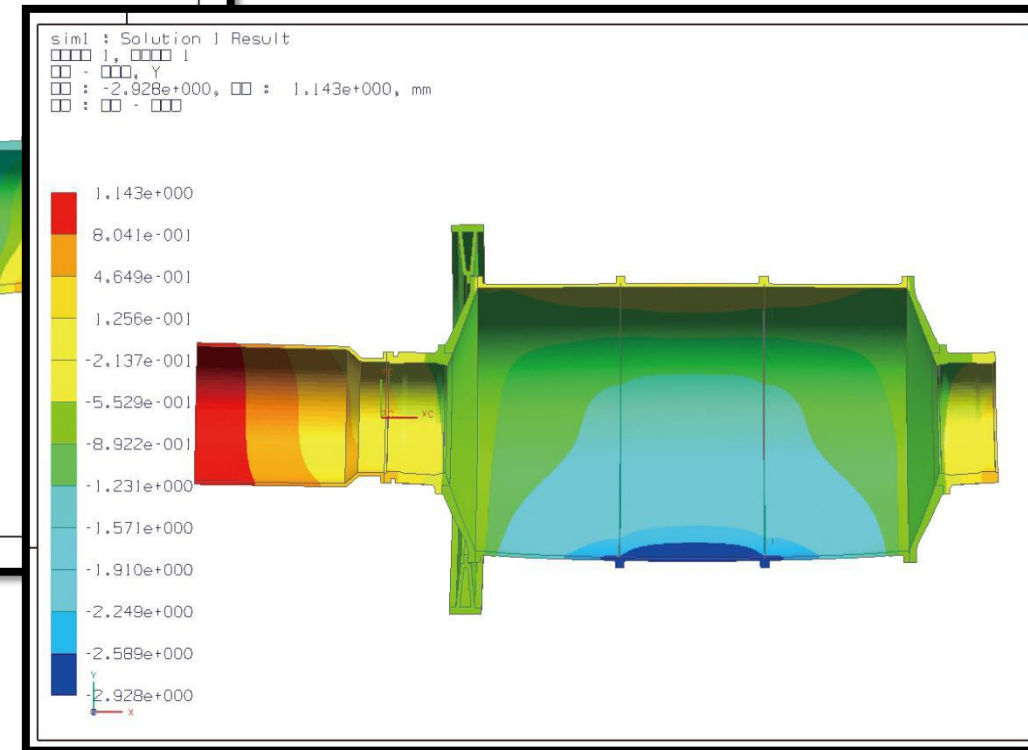 sim1 : Solution 1 Result
□□□□ 1, □□□□ 1
□□ - □□□, Y
□□ : -2.928e+000, □□ : 1.143e+000, mm
□□ : □□ - □□□
1.143e+000
8.041e-001
4.649e-001
1.256e-001
-2.137e-001
-5.529e-001
-8.922e-001
-1.231e+000
-1.571e+000
-1.910e+000
-2.249e+000
-2.589e+000
-2.928e+000
YC
XC
Y
X